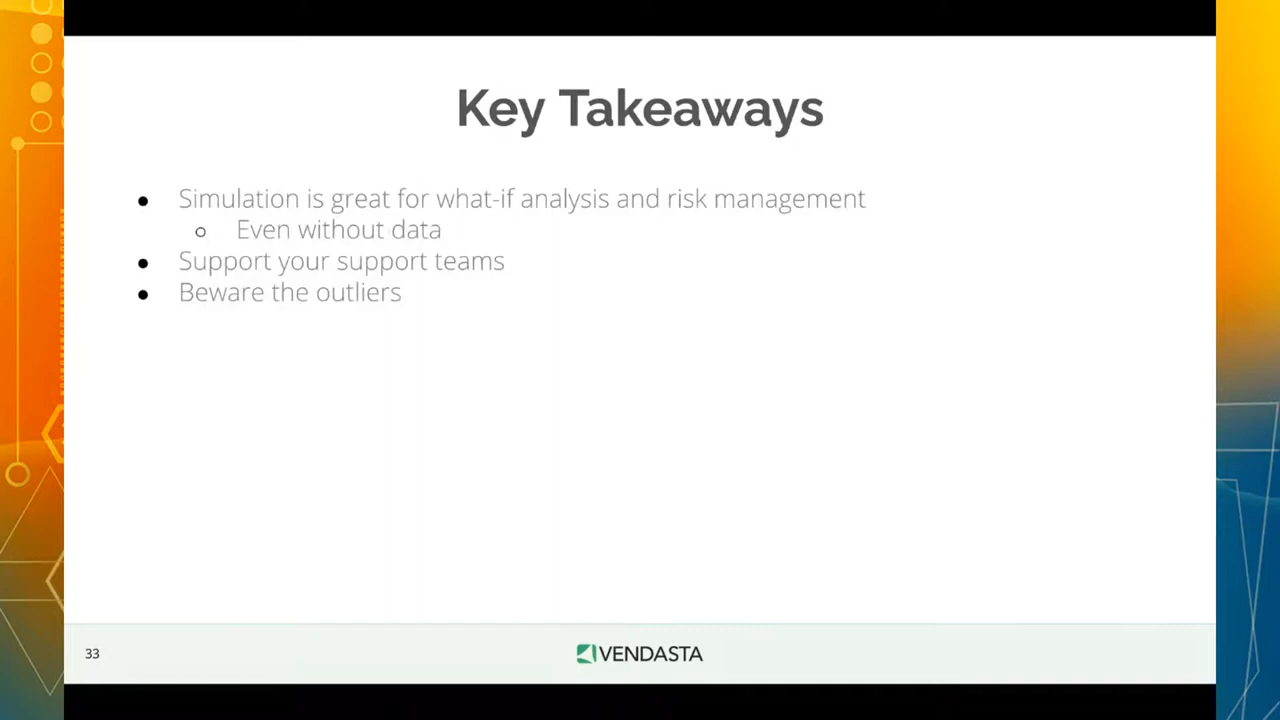 Key Takeaways
● Simulation is great for what-if analysis and risk management
○ Even without data
● Support your support teams
● Beware the outliers
33
VENDASTA